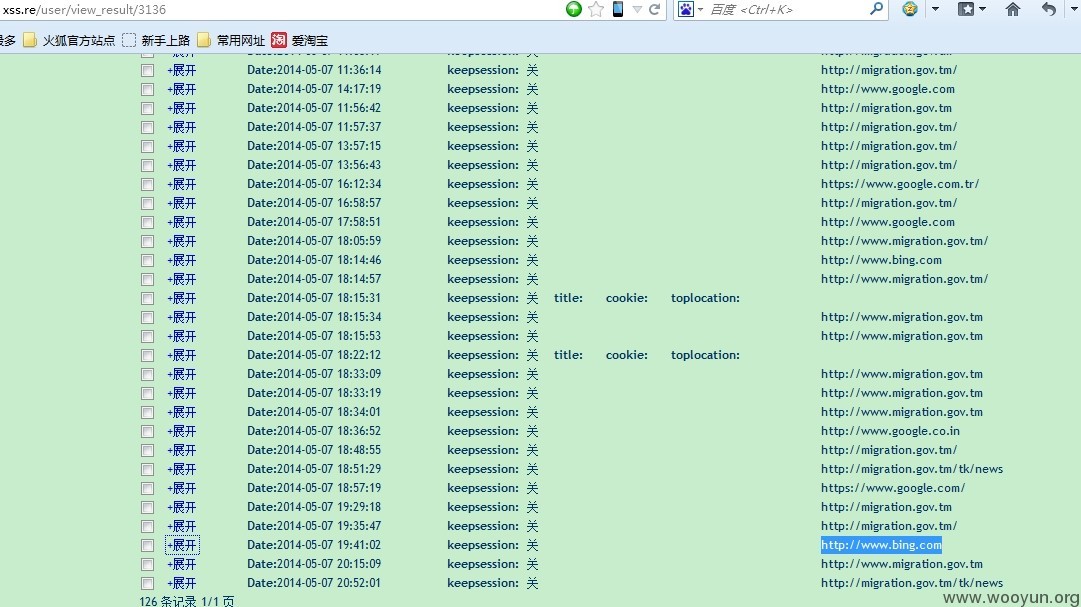 xss.re/user/view_result/3136 百度 <Ctrl+K>
最多 火狐官方站点 新手上路 常用网址 淘 爱淘宝
+展开 Date:2014-05-07 11:36:14 keepsession: 关 http://migration.gov.tm/
+展开 Date:2014-05-07 14:17:19 keepsession: 关 http://www.google.com
+展开 Date:2014-05-07 11:56:42 keepsession: 关 http://migration.gov.tm
+展开 Date:2014-05-07 11:57:37 keepsession: 关 http://migration.gov.tm/
+展开 Date:2014-05-07 13:57:15 keepsession: 关 http://migration.gov.tm/
+展开 Date:2014-05-07 13:56:43 keepsession: 关 http://migration.gov.tm/
+展开 Date:2014-05-07 16:12:34 keepsession: 关 https://www.google.com.tr/
+展开 Date:2014-05-07 16:58:57 keepsession: 关 http://migration.gov.tm/
+展开 Date:2014-05-07 17:58:51 keepsession: 关 http://www.google.com
+展开 Date:2014-05-07 18:05:59 keepsession: 关 http://www.migration.gov.tm/
+展开 Date:2014-05-07 18:14:46 keepsession: 关 http://www.bing.com
+展开 Date:2014-05-07 18:14:57 keepsession: 关 http://www.migration.gov.tm/
+展开 Date:2014-05-07 18:15:31 keepsession: 关 title: cookie: toplocation:
+展开 Date:2014-05-07 18:15:34 keepsession: 关 http://www.migration.gov.tm
+展开 Date:2014-05-07 18:15:53 keepsession: 关 http://www.migration.gov.tm
+展开 Date:2014-05-07 18:22:12 keepsession: 关 title: cookie: toplocation:
+展开 Date:2014-05-07 18:33:09 keepsession: 关 http://www.migration.gov.tm
+展开 Date:2014-05-07 18:33:19 keepsession: 关 http://www.migration.gov.tm
+展开 Date:2014-05-07 18:34:01 keepsession: 关 http://www.migration.gov.tm
+展开 Date:2014-05-07 18:36:52 keepsession: 关 http://www.google.co.in
+展开 Date:2014-05-07 18:48:55 keepsession: 关 http://migration.gov.tm/
+展开 Date:2014-05-07 18:51:29 keepsession: 关 http://migration.gov.tm/tk/news
+展开 Date:2014-05-07 18:57:19 keepsession: 关 https://www.google.com/
+展开 Date:2014-05-07 19:29:18 keepsession: 关 http://migration.gov.tm
+展开 Date:2014-05-07 19:35:47 keepsession: 关 http://migration.gov.tm/
+展开 Date:2014-05-07 19:41:02 keepsession: 关 http://www.bing.com
+展开 Date:2014-05-07 20:15:09 keepsession: 关 http://www.migration.gov.tm
+展开 Date:2014-05-07 20:52:01 keepsession: 关 http://migration.gov.tm/tk/news
126 条记录 1/1 页
www.wooyun.org